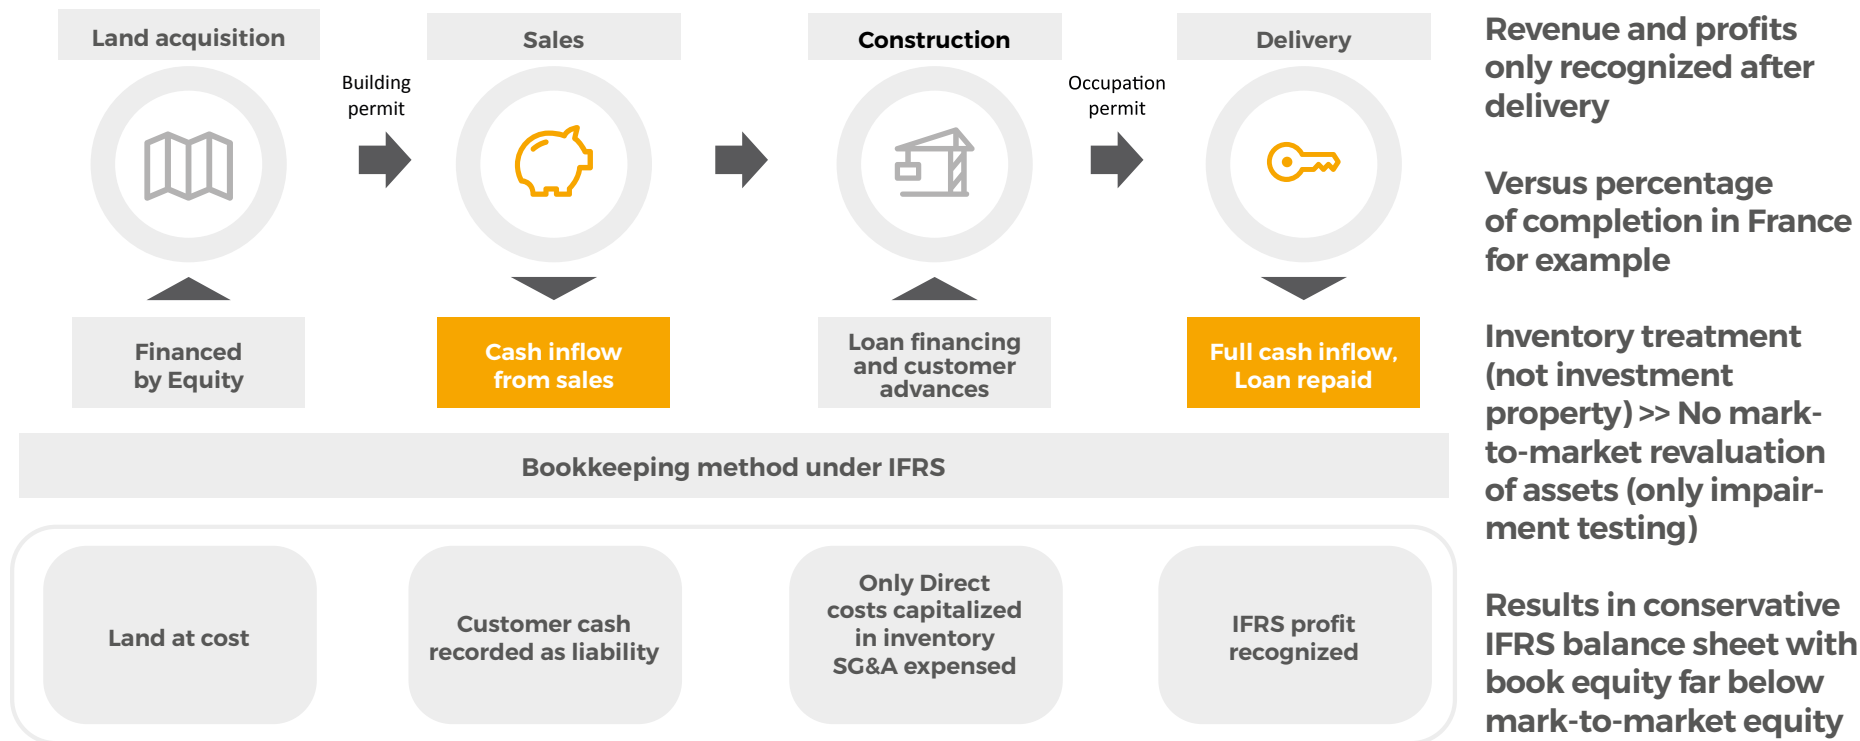 Land acquisition
Building
permit
Sales
Construction
Occupation
permit
Delivery
Financed
by Equity
Cash inflow
from sales
Loan financing
and customer
advances
Full cash inflow,
Loan repaid
Bookkeeping method under IFRS
Land at cost
Customer cash
recorded as liability
Only Direct
costs capitalized
in inventory
SG&A expensed
IFRS profit
recognized
Revenue and profits
only recognized after
delivery
Versus percentage
of completion in France
for example
Inventory treatment
(not investment
property) >> No mark-
to-market revaluation
of assets (only impair-
ment testing)
Results in conservative
IFRS balance sheet with
book equity far below
mark-to-market equity